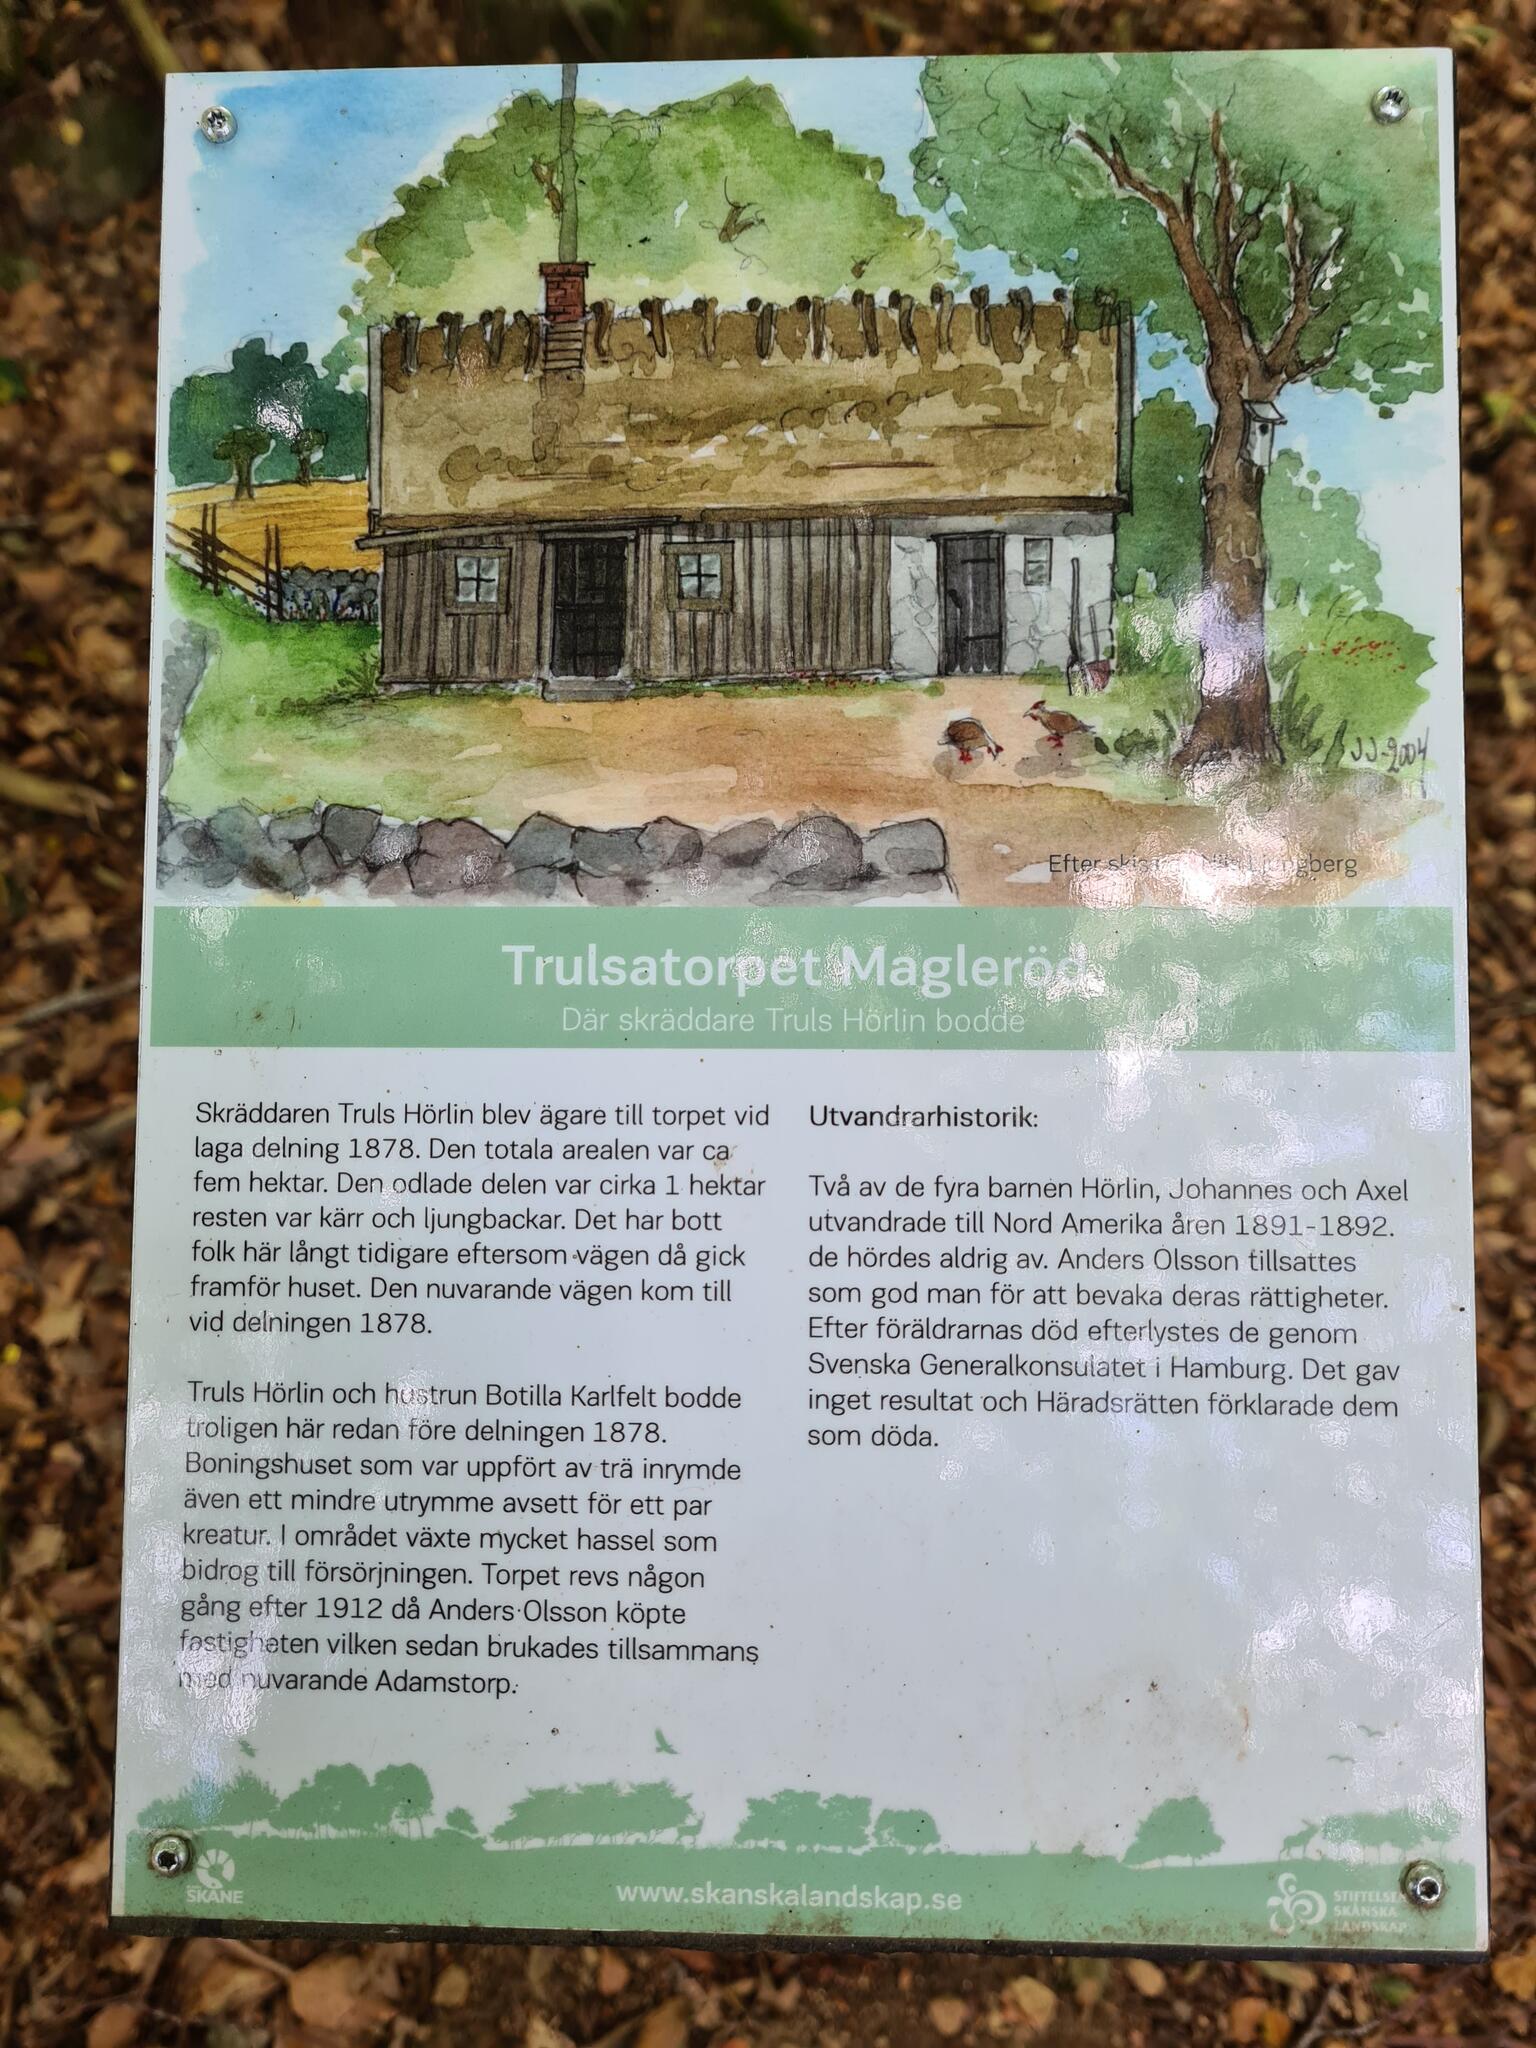 JJ-2004
Efter Ljungberg
Trulsatorpet Magleröd
Där skräddare Truls Hörlin bodde
Skräddaren Truls Hörlin blev ägare till torpet vid
laga delning 1878. Den totala arealen var ca
fem hektar. Den odlade delen var cirka 1 hektar
resten var kärr och ljungbackar. Det har bott
folk här långt tidigare eftersom vägen då gick
framför huset. Den nuvarande vägen kom till
vid delningen 1878.
Truls Hörlin och hustrun Botilla Karlfelt bodde
troligen här redan före delningen 1878.
Boningshuset som var uppfört av trä inrymde
även ett mindre utrymme avsett för ett par
kreatur. I området växte mycket hassel som
bidrog till försörjningen. Torpet revs någon
gång efter 1912 då Anders Olsson köpte
fastigheten vilken sedan brukades tillsammans
med nuvarande Adamstorp.
Utvandrarhistorik:
Två av de fyra barnen Hörlin, Johannes och Axel
utvandrade till Nord Amerika åren 1891-1892.
de hördes aldrig av. Anders Olsson tillsattes
som god man för att bevaka deras rättigheter.
Efter föräldrarnas död efterlystes de genom
Svenska Generalkonsulatet i Hamburg. Det gav
inget resultat och Häradsrätten förklarade dem
som döda.
SKÅNE
www.skanskalandskap.se
STIFTELSEN
SKÅNSKA
LANDSKAP